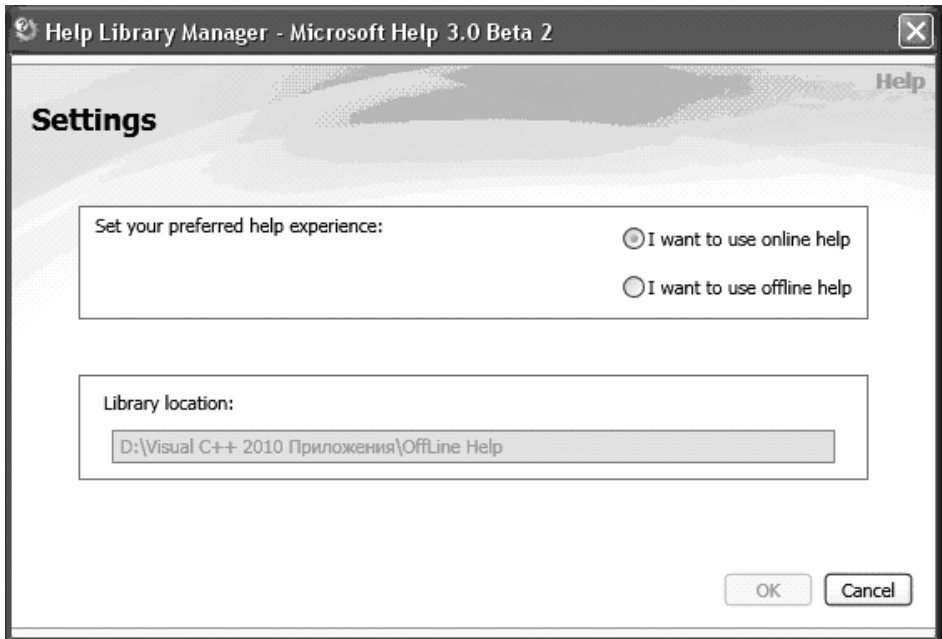 Help Library Manager - Microsoft Help 3.0 Beta 2
Help
Settings
Set your preferred help experience:
I want to use online help
I want to use offline help
Library location:
D:\Visual C++ 2010 Приложения\OffLine Help
OK
Cancel